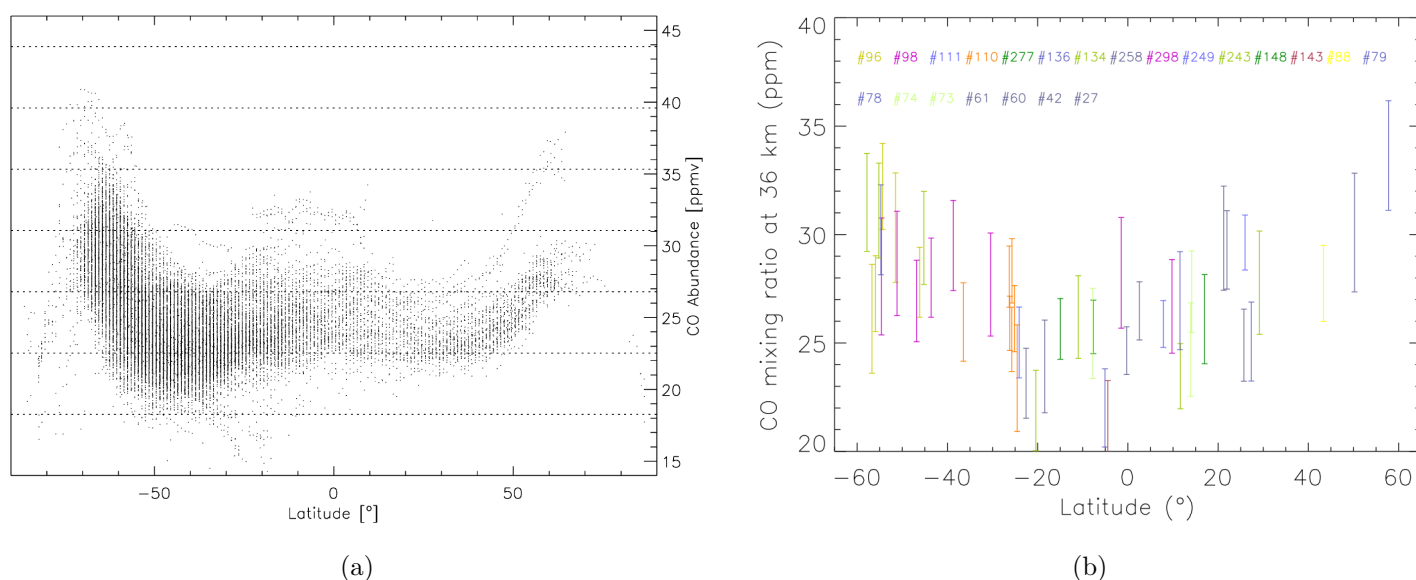 45
40
35
30
25
20
14
CO Abundance [ppmv]
−50 0 50
Latitude [°]
(a)
40
35
30
25
20
CO mixing ratio at 36 km (ppm)
#96 #98 #111 #110 #277 #136 #134 #258 #298 #249 #243 #148 #143 #88 #79
#78 #74 #73 #61 #60 #42 #27
−60 −40 −20 0 20 40 60
Latitude (°)
(b)